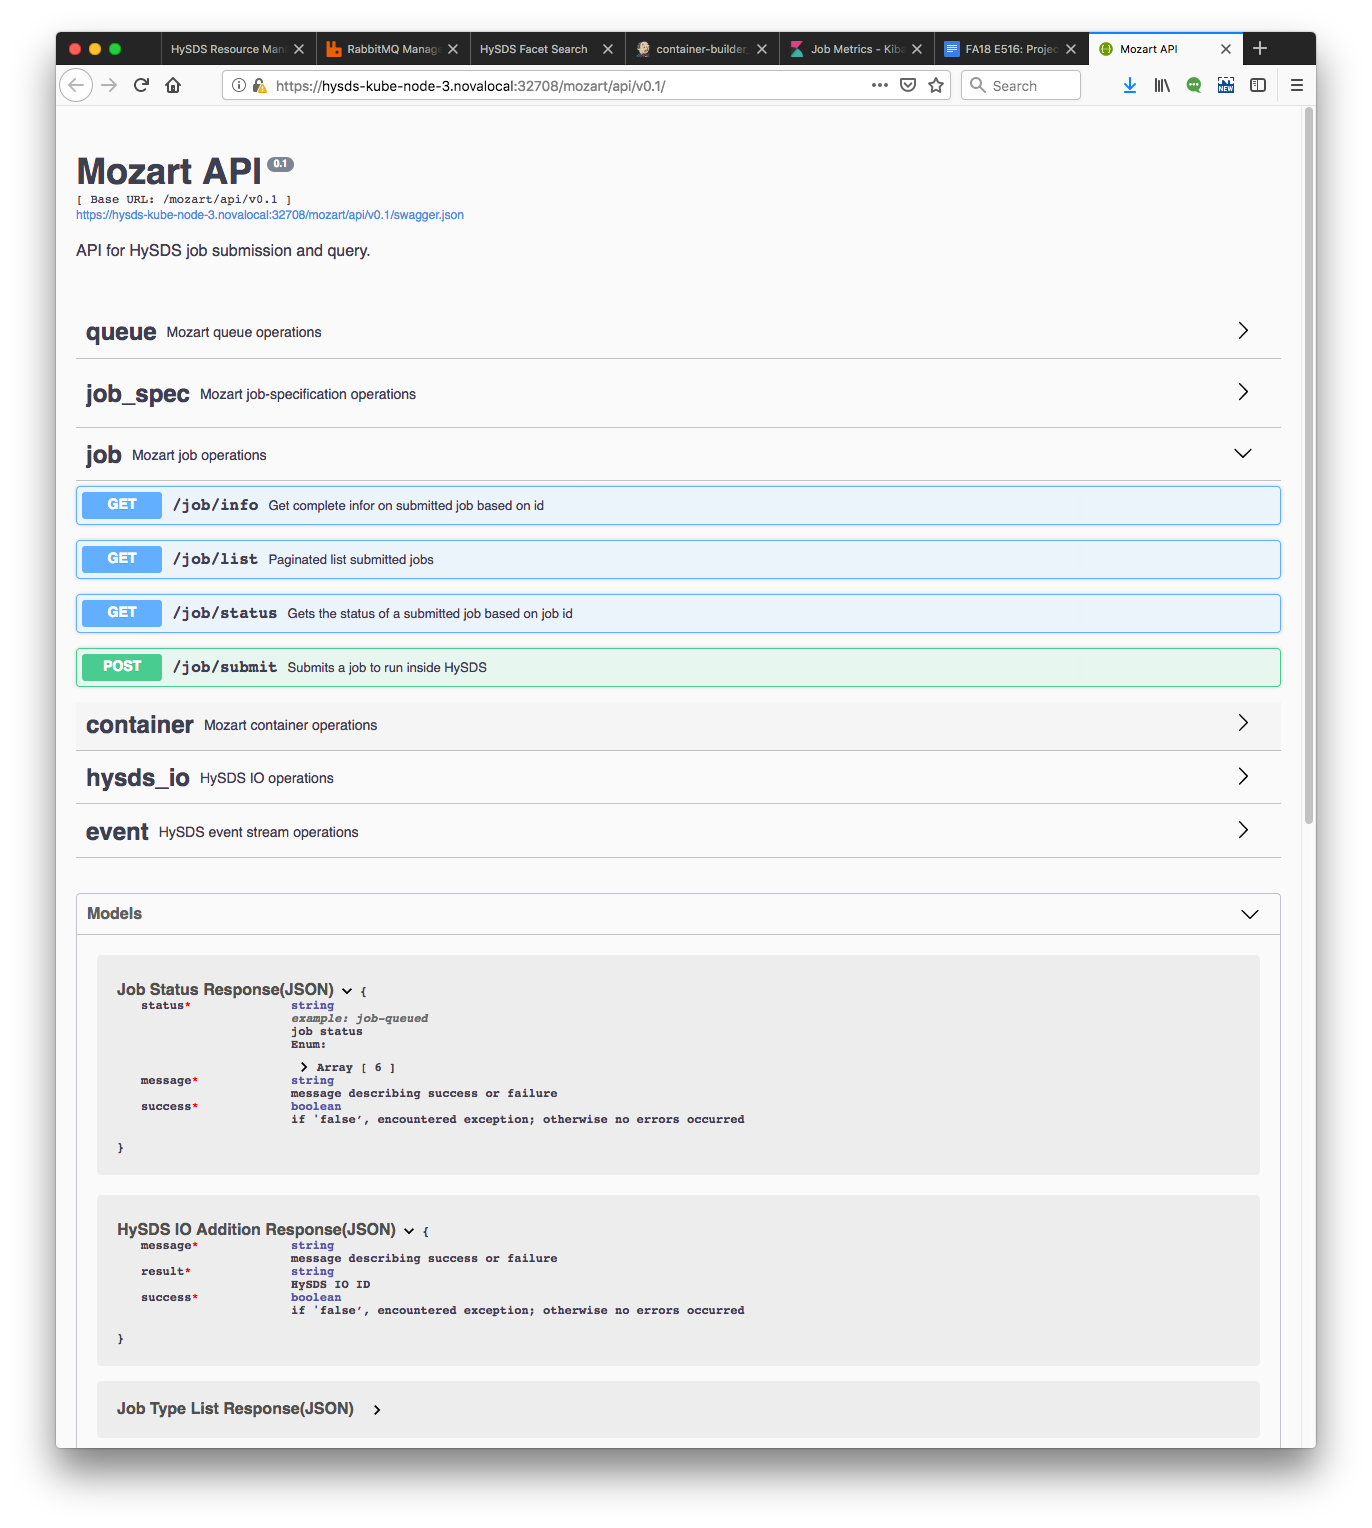 HySDS Resource Man
RabbitMQ Manag
HySDS Facet Search
container-builder
Job Metrics - Kiba
FA18 E516: Projec
Mozart API
https://hysds-kube-node-3.novalocal:32708/mozart/api/v0.1/
Search
NEW
Mozart API 0.1
[ Base URL: /mozart/api/v0.1 ]
https://hysds-kube-node-3.novalocal:32708/mozart/api/v0.1/swagger.json
API for HySDS job submission and query.
queue Mozart queue operations
job_spec Mozart job-specification operations
job Mozart job operations
GET /job/info Get complete infor on submitted job based on id
GET /job/list Paginated list submitted jobs
GET /job/status Gets the status of a submitted job based on job id
POST /job/submit Submits a job to run inside HySDS
container Mozart container operations
hysds_io HySDS IO operations
event HySDS event stream operations
Models
Job Status Response(JSON) {
status* string
example: job-queued
job status
Enum:
Array [ 6 ]
message* string
message describing success or failure
success* boolean
if 'false', encountered exception; otherwise no errors occurred
}
HySDS IO Addition Response(JSON) {
message* string
message describing success or failure
result* string
HySDS IO ID
success* boolean
if 'false', encountered exception; otherwise no errors occurred
}
Job Type List Response(JSON)